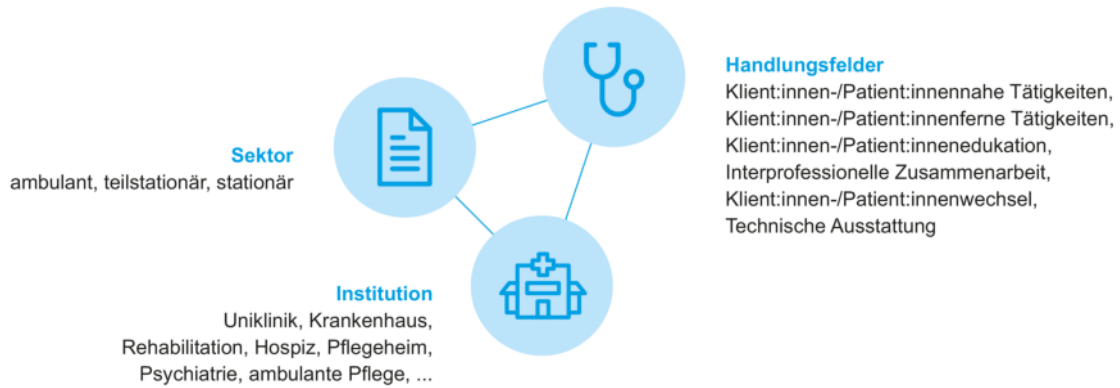 Handlungsfelder
Klient:innen-/Patient:innennahe Tätigkeiten,
Klient:innen-/Patient:innenferne Tätigkeiten,
Klient:innen-/Patient:innenedukation,
Interprofessionelle Zusammenarbeit,
Klient:innen-/Patient:innenwechsel,
Technische Ausstattung
Sektor
ambulant, teilstationär, stationär
Institution
Uniklinik, Krankenhaus,
Rehabilitation, Hospiz, Pflegeheim,
Psychiatrie, ambulante Pflege, ...